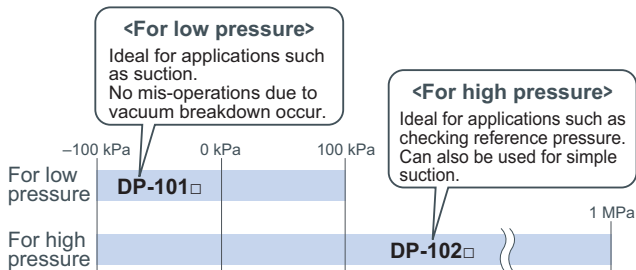 <For low pressure>
Ideal for applications such
as suction.
No mis-operations due to
vacuum breakdown occur.
<For high pressure>
Ideal for applications such as
checking reference pressure.
Can also be used for simple
suction.
–100 kPa
0 kPa
100 kPa
1 MPa
For low
pressure
DP-101□
For high
pressure
DP-102□